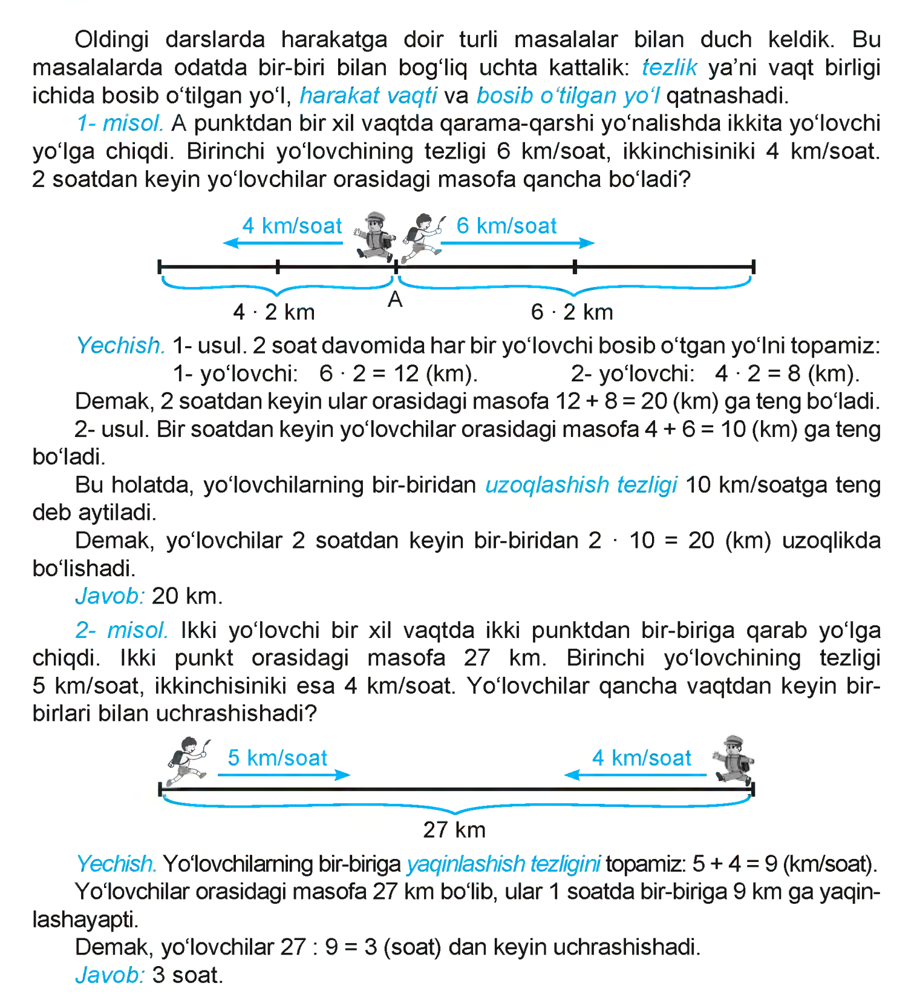 Oldingi darslarda harakatga doir turli masalalar bilan duch keldik. Bu
masalalarda odatda bir-biri bilan bog‘liq uchta kattalik: tezlik ya’ni vaqt birligi
ichida bosib o‘tilgan yo‘l, harakat vaqti va bosib o‘tilgan yo‘l qatnashadi.
1- misol. A punktdan bir xil vaqtda qarama-qarshi yo‘nalishda ikkita yo‘lovchi
yo‘lga chiqdi. Birinchi yo‘lovchining tezligi 6 km/soat, ikkinchisiniki 4 km/soat.
2 soatdan keyin yo‘lovchilar orasidagi masofa qancha bo‘ladi?
4 km/soat 6 km/soat
A
4 · 2 km 6 · 2 km
Yechish. 1- usul. 2 soat davomida har bir yo‘lovchi bosib o‘tgan yo‘lni topamiz:
1- yo‘lovchi: 6 · 2 = 12 (km). 2- yo‘lovchi: 4 · 2 = 8 (km).
Demak, 2 soatdan keyin ular orasidagi masofa 12 + 8 = 20 (km) ga teng bo‘ladi.
2- usul. Bir soatdan keyin yo‘lovchilar orasidagi masofa 4 + 6 = 10 (km) ga teng
bo‘ladi.
Bu holatda, yo‘lovchilarning bir-biridan uzoqlashish tezligi 10 km/soatga teng
deb aytiladi.
Demak, yo‘lovchilar 2 soatdan keyin bir-biridan 2 · 10 = 20 (km) uzoqlikda
bo‘lishadi.
Javob: 20 km.
2- misol. Ikki yo‘lovchi bir xil vaqtda ikki punktdan bir-biriga qarab yo‘lga
chiqdi. Ikki punkt orasidagi masofa 27 km. Birinchi yo‘lovchining tezligi
5 km/soat, ikkinchisiniki esa 4 km/soat. Yo‘lovchilar qancha vaqtdan keyin bir-
birlari bilan uchrashishadi?
5 km/soat 4 km/soat
27 km
Yechish. Yo‘lovchilarning bir-biriga yaqinlashish tezligini topamiz: 5 + 4 = 9 (km/soat).
Yo‘lovchilar orasidagi masofa 27 km bo‘lib, ular 1 soatda bir-biriga 9 km ga yaqin-
lashayapti.
Demak, yo‘lovchilar 27 : 9 = 3 (soat) dan keyin uchrashishadi.
Javob: 3 soat.